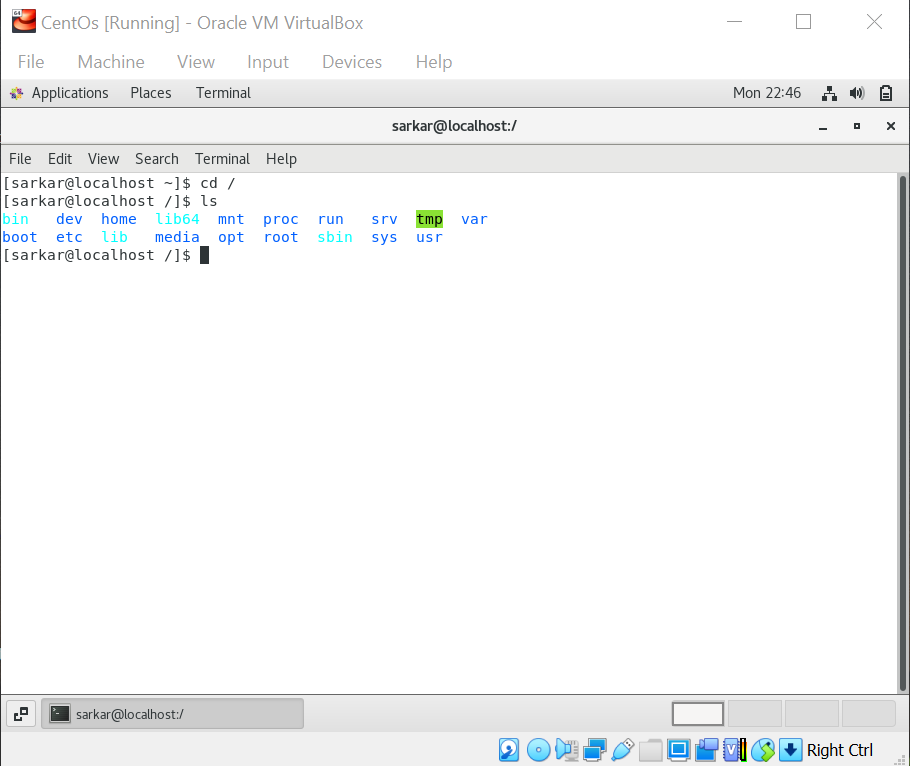 CentOs [Running] - Oracle VM VirtualBox
File Machine View Input Devices Help
Applications Places Terminal Mon 22:46
sarkar@localhost:/
File Edit View Search Terminal Help
[sarkar@localhost ~]$ cd /
[sarkar@localhost /]$ ls
bin dev home lib64 mnt proc run srv tmp var
boot etc lib media opt root sbin sys usr
[sarkar@localhost /]$
sarkar@localhost:/
Right Ctrl